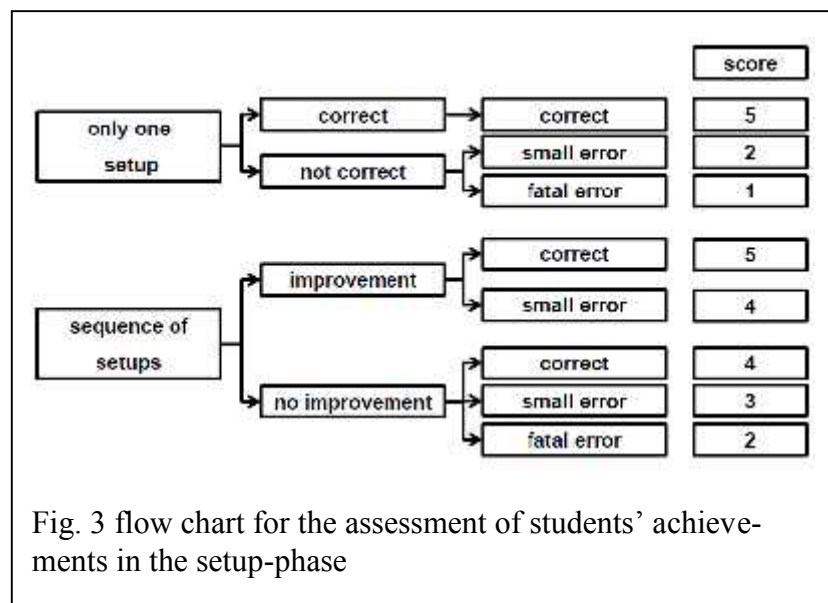 score
only one
setup
correct
correct
5
not correct
small error
2
fatal error
1
sequence of
setups
improvement
correct
5
small error
4
no improvement
correct
4
small error
3
fatal error
2
Fig. 3 flow chart for the assessment of students’ achieve-
ments in the setup-phase